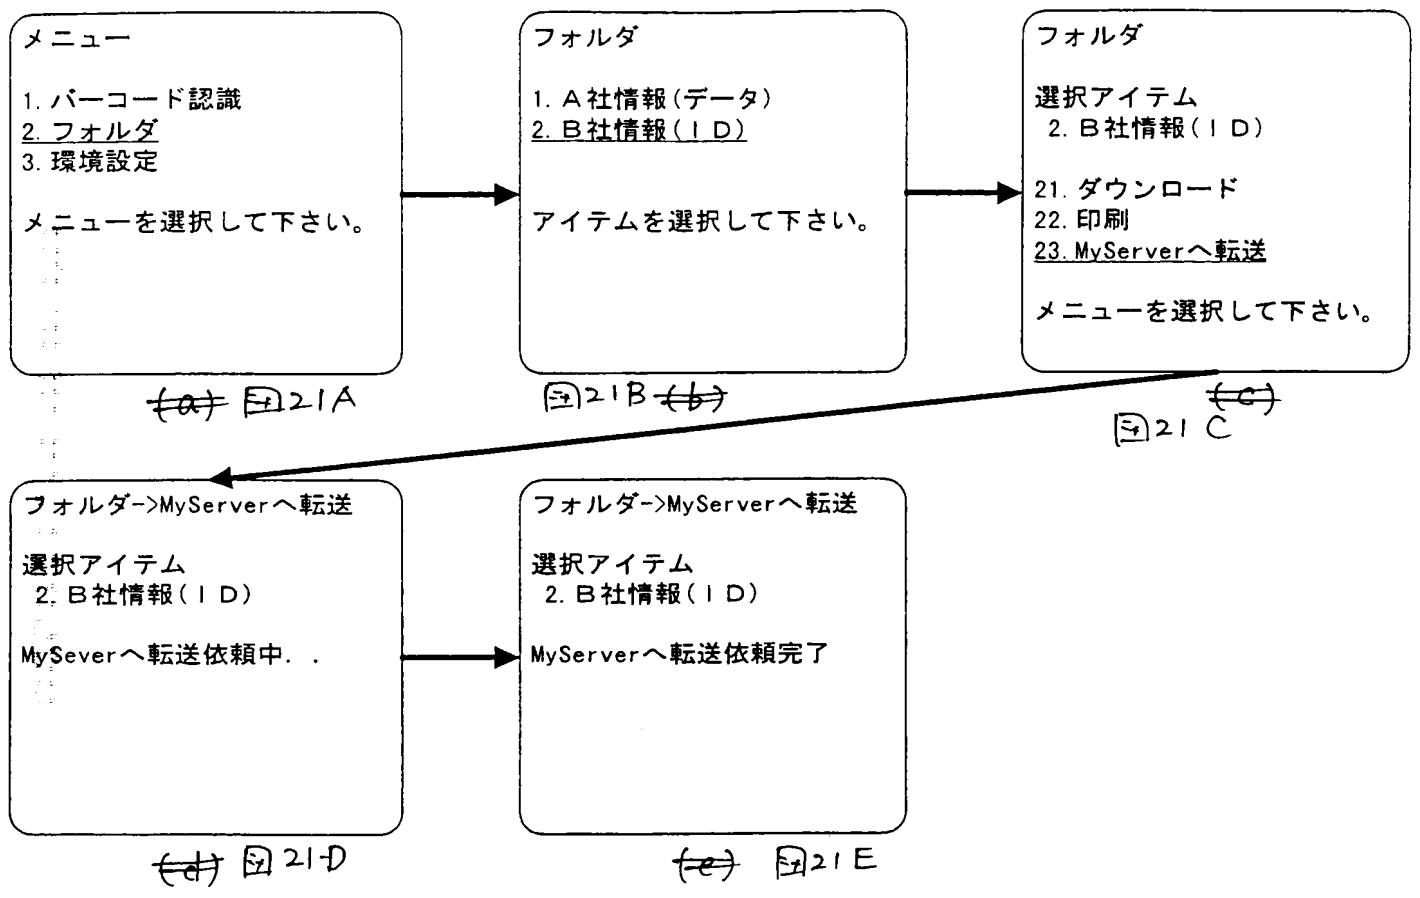 メニュー
1. バーコード認識
2. フォルダ
3. 環境設定
メニューを選択して下さい。
(a) 図21A
フォルダ
1. A社情報(データ)
2. B社情報(ID)
アイテムを選択して下さい。
図21B (b)
フォルダ
選択アイテム
2. B社情報(ID)
21. ダウンロード
22. 印刷
23. MyServerへ転送
メニューを選択して下さい。
(c)
図21C
フォルダ->MyServerへ転送
選択アイテム
2. B社情報(ID)
MySeverへ転送依頼中. .
(d) 図21D
フォルダ->MyServerへ転送
選択アイテム
2. B社情報(ID)
MyServerへ転送依頼完了
(e) 図21E